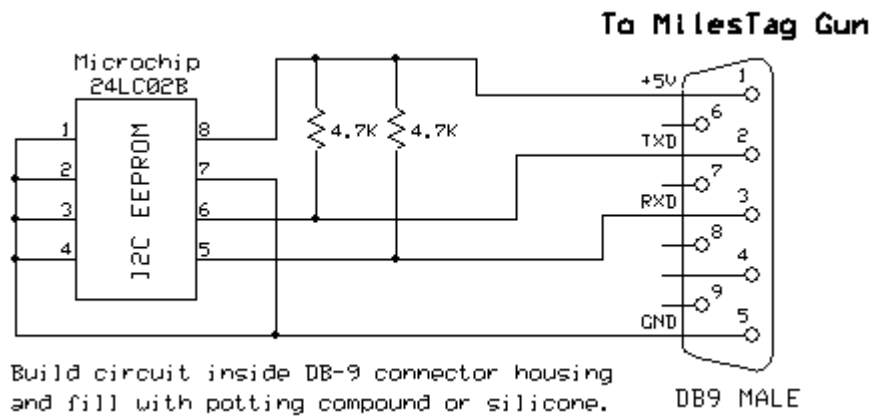 To MilesTag Gun
Microchip
24LC02B
I2C EEPROM
1
2
3
4
8
7
6
5
4.7K
4.7K
+5V
TXD
RXD
GND
1
6
2
7
3
8
4
9
5
Build circuit inside DB-9 connector housing
and fill with potting compound or silicone.
DB9 MALE